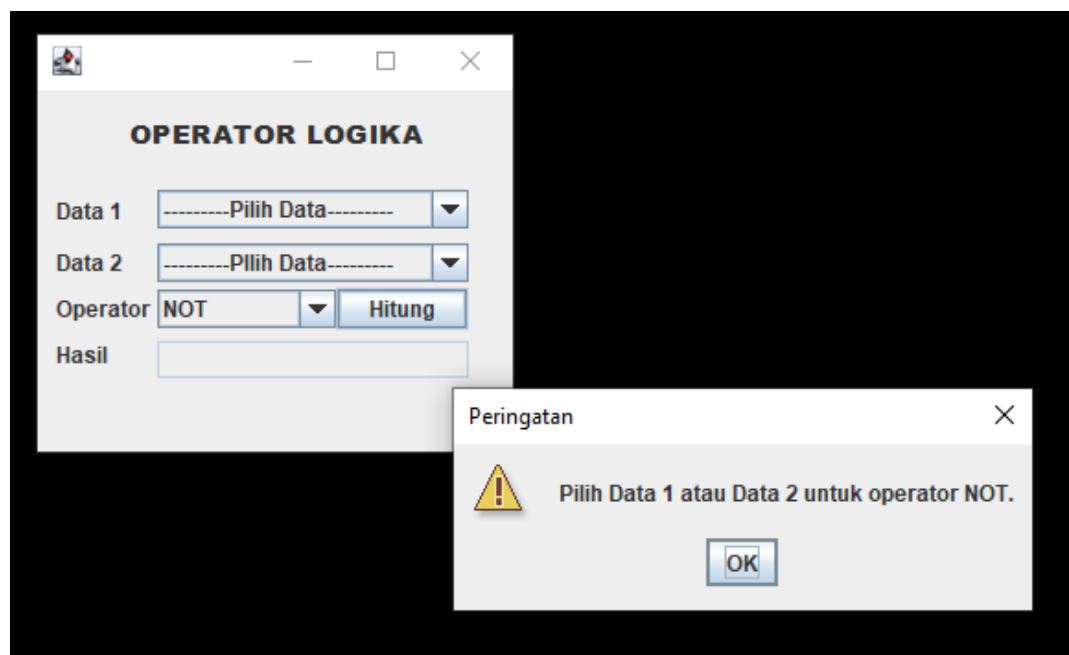 OPERATOR LOGIKA
Data 1 ---------Pilih Data---------
Data 2 ---------PIlih Data---------
Operator NOT Hitung
Hasil
Peringatan
Pilih Data 1 atau Data 2 untuk operator NOT.
OK